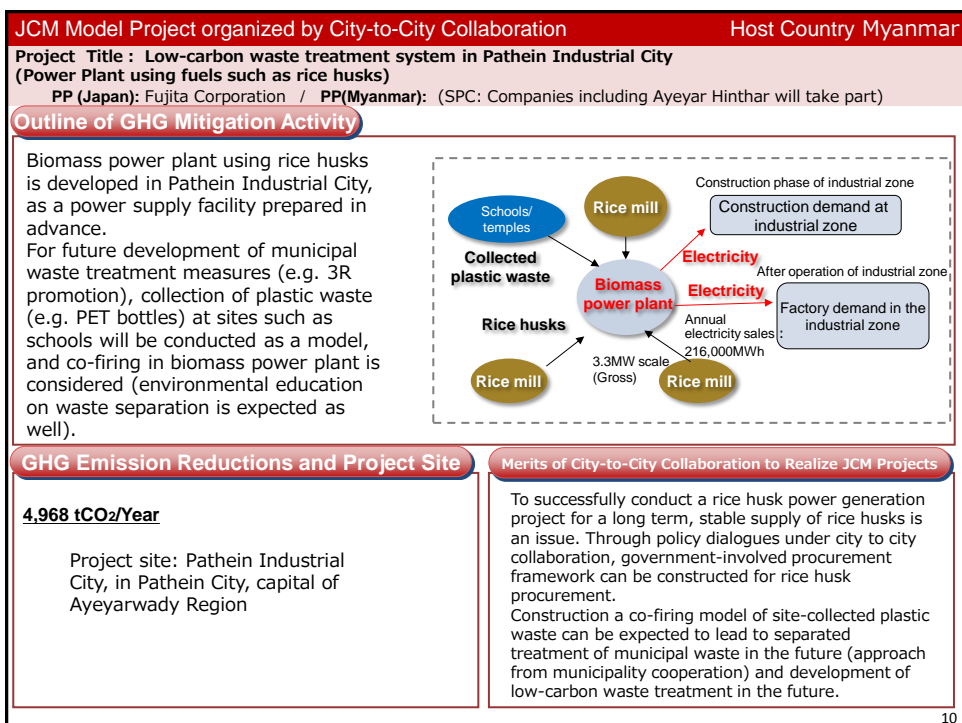 JCM Model Project organized by City-to-City Collaboration Host Country Myanmar
Project Title : Low-carbon waste treatment system in Pathein Industrial City
(Power Plant using fuels such as rice husks)
PP (Japan): Fujita Corporation / PP(Myanmar): (SPC: Companies including Ayeyar Hinthar will take part)
Outline of GHG Mitigation Activity
Biomass power plant using rice husks
is developed in Pathein Industrial City,
as a power supply facility prepared in
advance.
For future development of municipal
waste treatment measures (e.g. 3R
promotion), collection of plastic waste
(e.g. PET bottles) at sites such as
schools will be conducted as a model,
and co-firing in biomass power plant is
considered (environmental education
on waste separation is expected as
well).
Schools/
temples
Rice mill
Construction phase of industrial zone
Construction demand at
industrial zone
Collected
plastic waste
Electricity
After operation of industrial zone
Biomass
power plant
Electricity
Factory demand in the
industrial zone
Rice husks
Annual
electricity sales :
216,000MWh
3.3MW scale
(Gross)
Rice mill
Rice mill
GHG Emission Reductions and Project Site
4,968 tCO2/Year
Project site: Pathein Industrial
City, in Pathein City, capital of
Ayeyarwady Region
Merits of City-to-City Collaboration to Realize JCM Projects
To successfully conduct a rice husk power generation
project for a long term, stable supply of rice husks is
an issue. Through policy dialogues under city to city
collaboration, government-involved procurement
framework can be constructed for rice husk
procurement.
Construction a co-firing model of site-collected plastic
waste can be expected to lead to separated
treatment of municipal waste in the future (approach
from municipality cooperation) and development of
low-carbon waste treatment in the future.
10